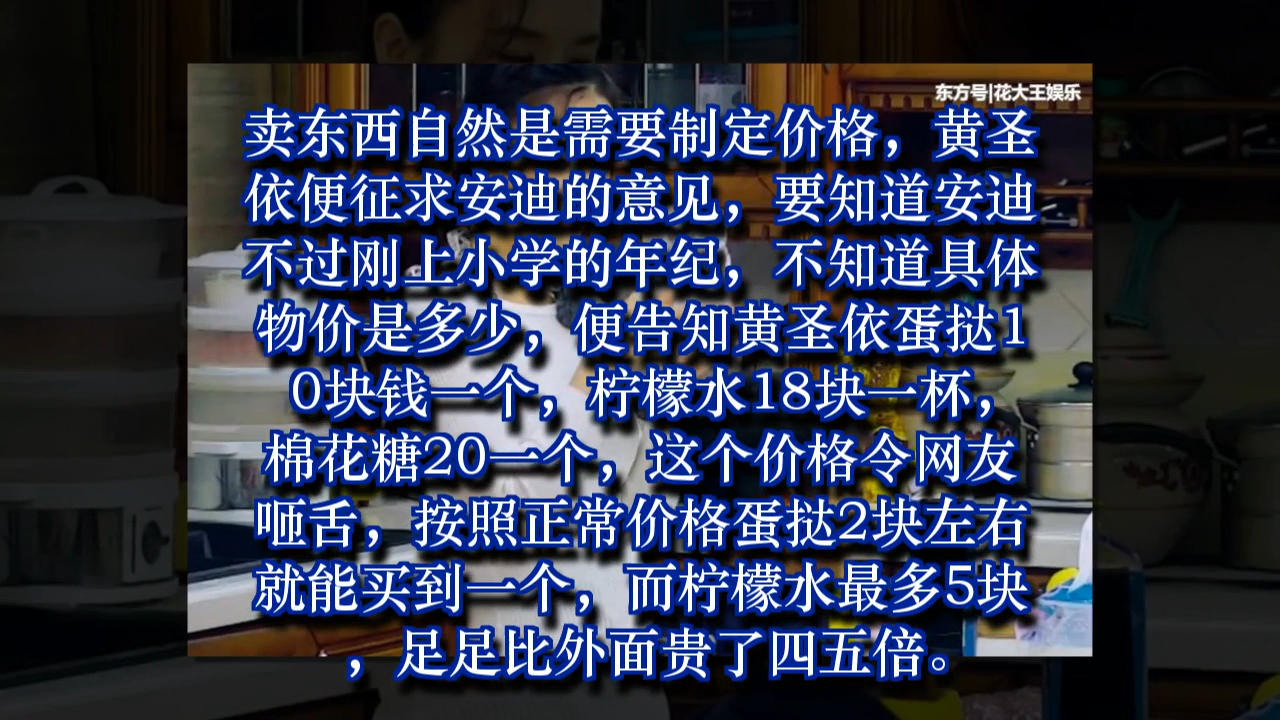 东方号|花大王娱乐
卖东西自然是需要制定价格，黄圣
依便征求安迪的意见，要知道安迪
不过刚上小学的年纪，不知道具体
物价是多少，便告知黄圣依蛋挞1
0块钱一个，柠檬水18块一杯，
棉花糖20一个，这个价格令网友
咂舌，按照正常价格蛋挞2块左右
就能买到一个，而柠檬水最多5块
，足足比外面贵了四五倍。